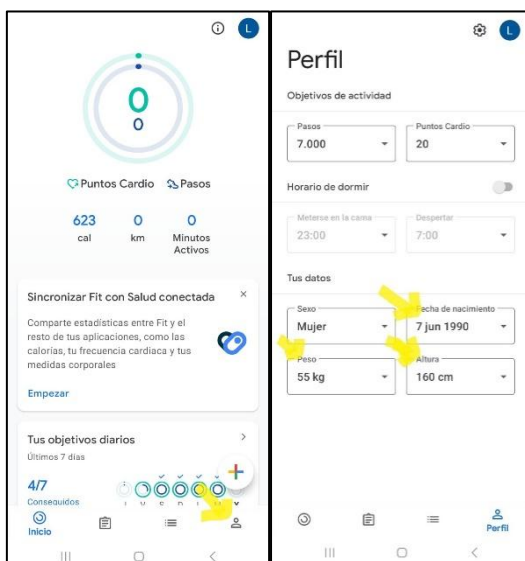 L
0
0
Puntos Cardio Pasos
623 0 0
cal km Minutos
Activos
Sincronizar Fit con Salud conectada
Comparte estadísticas entre Fit y el
resto de tus aplicaciones, como las
calorías, tu frecuencia cardiaca y tus
medidas corporales
Empezar
Tus objetivos diarios
Últimos 7 días
4/7
Conseguidos
Inicio
L
Perfil
Objetivos de actividad
Pasos Puntos Cardio
7.000 20
Horario de dormir
Meterse en la cama Despertar
23:00 7:00
Tus datos
Sexo Fecha de nacimiento
Mujer 7 jun 1990
Peso Altura
55 kg 160 cm
Perfil